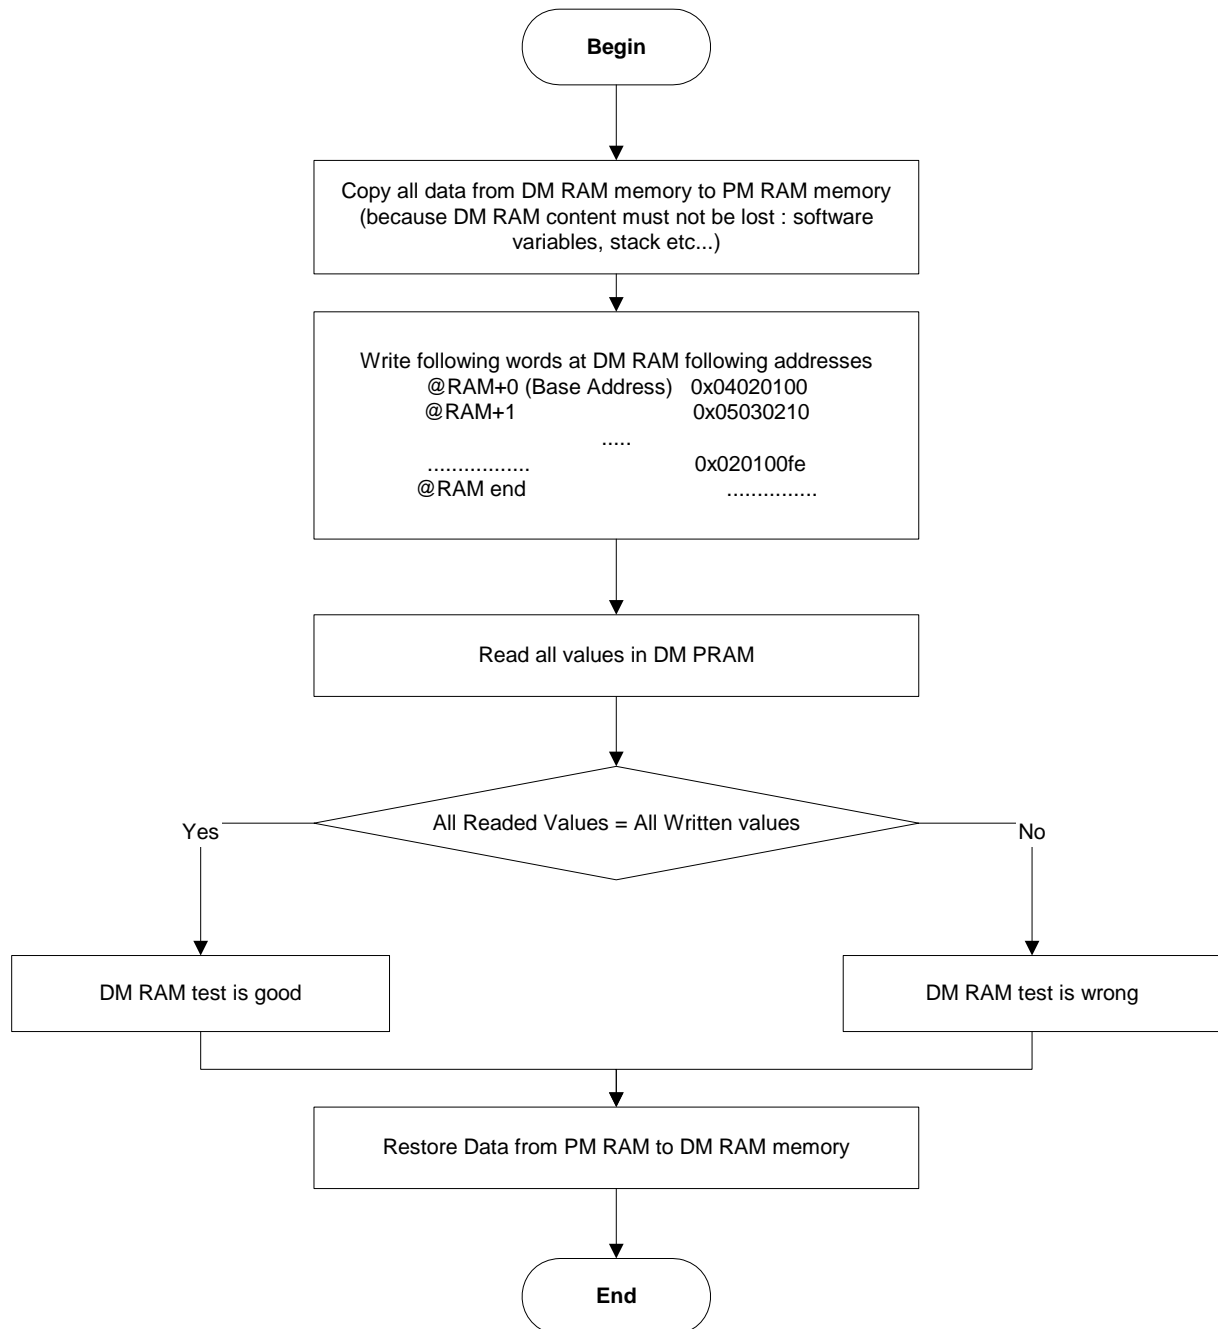 Begin
Copy all data from DM RAM memory to PM RAM memory
(because DM RAM content must not be lost : software
variables, stack etc...)
Write following words at DM RAM following addresses
@RAM+0 (Base Address) 0x04020100
@RAM+1 0x05030210
.....
................. 0x020100fe
@RAM end ...............
Read all values in DM PRAM
All Readed Values = All Written values
Yes
No
DM RAM test is good
DM RAM test is wrong
Restore Data from PM RAM to DM RAM memory
End